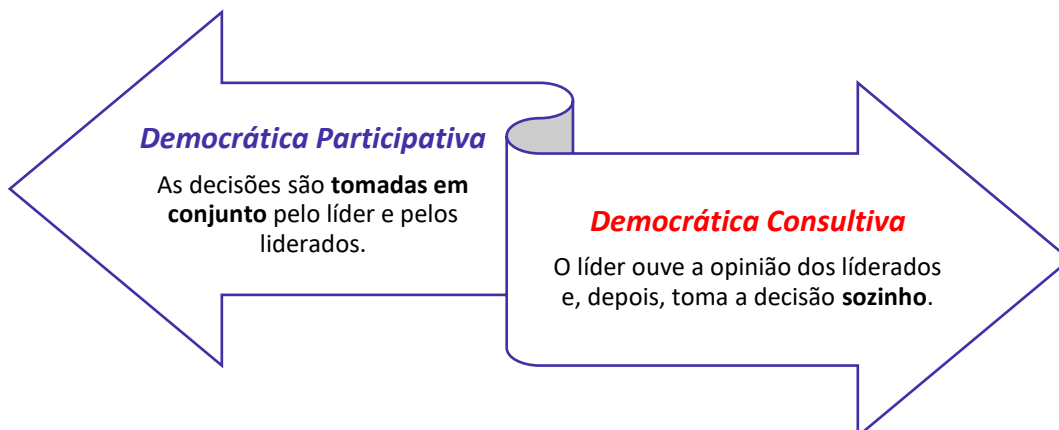 Democrática Participativa
As decisões são tomadas em
conjunto pelo líder e pelos
liderados.
Democrática Consultiva
O líder ouve a opinião dos líderados
e, depois, toma a decisão sozinho.